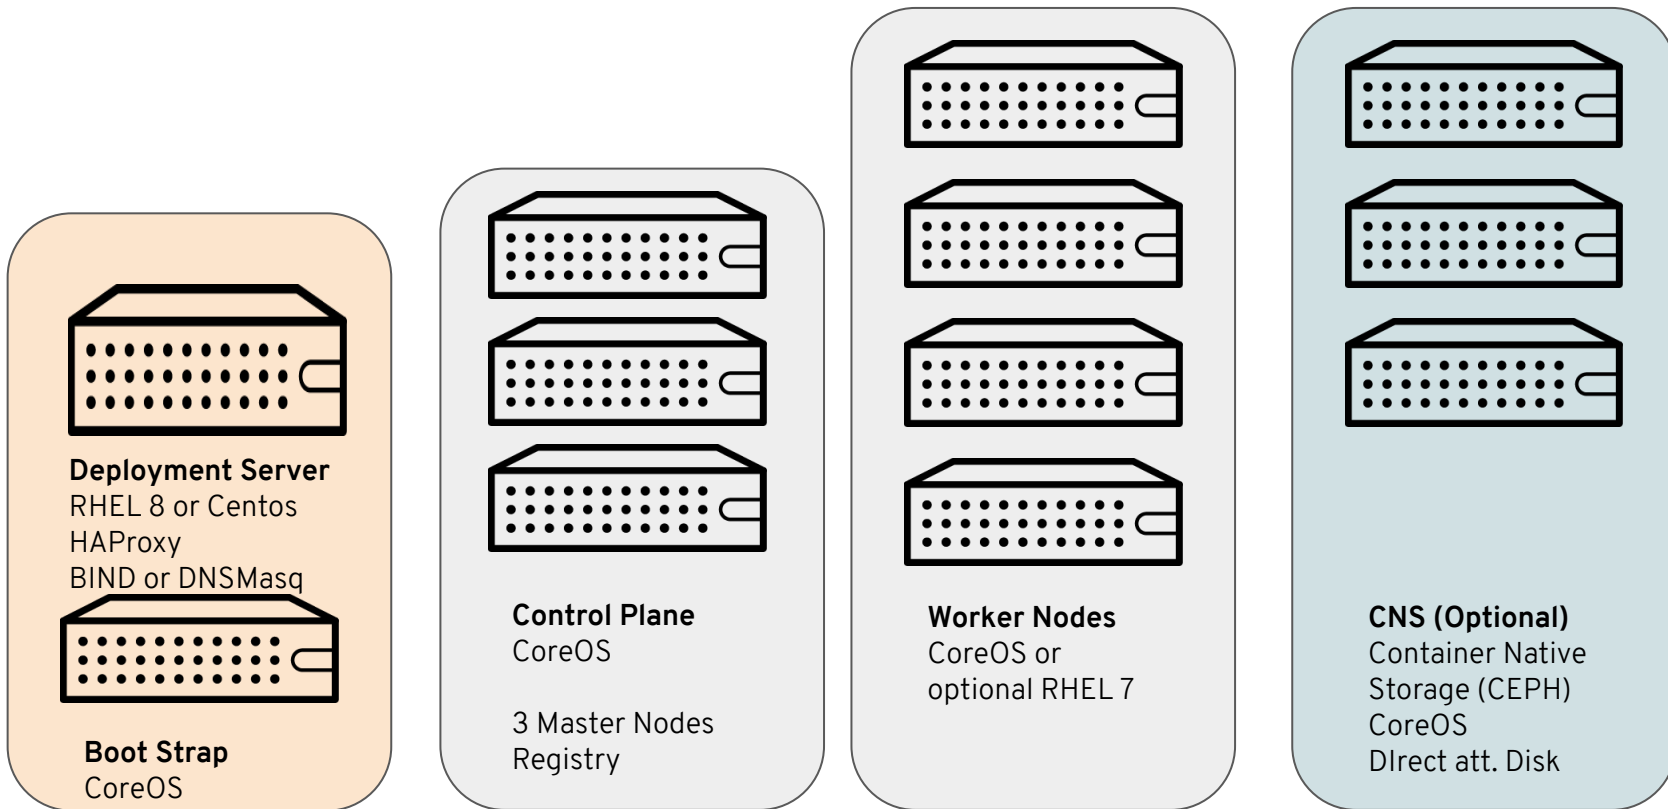 Deployment Server
RHEL 8 or Centos
HAProxy
BIND or DNSMasq
Boot Strap
CoreOS
Control Plane
CoreOS
3 Master Nodes
Registry
Worker Nodes
CoreOS or
optional RHEL 7
CNS (Optional)
Container Native
Storage (CEPH)
CoreOS
DIrect att. Disk